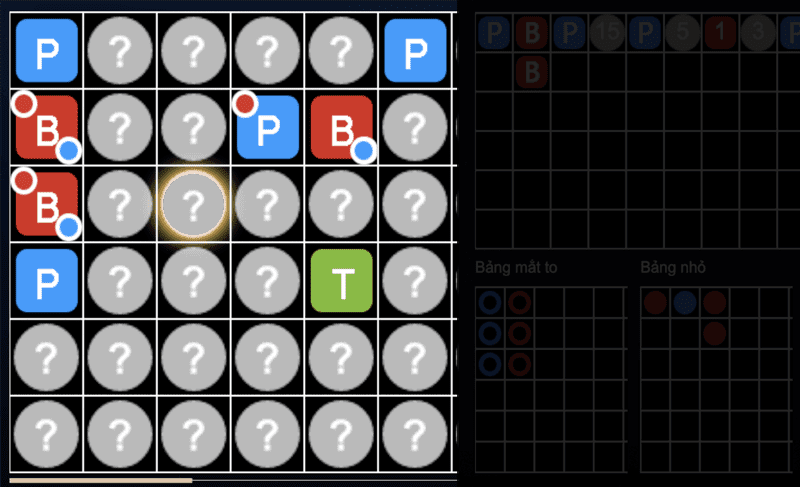 P ? ? ? ? P
B ? ? P B ?
B ? ? ? ? ?
P ? ? ? T ?
? ? ? ? ? ?
? ? ? ? ? ?
P B P 15 P 5 1 3 P
B
Bảng mắt to Bảng nhỏ